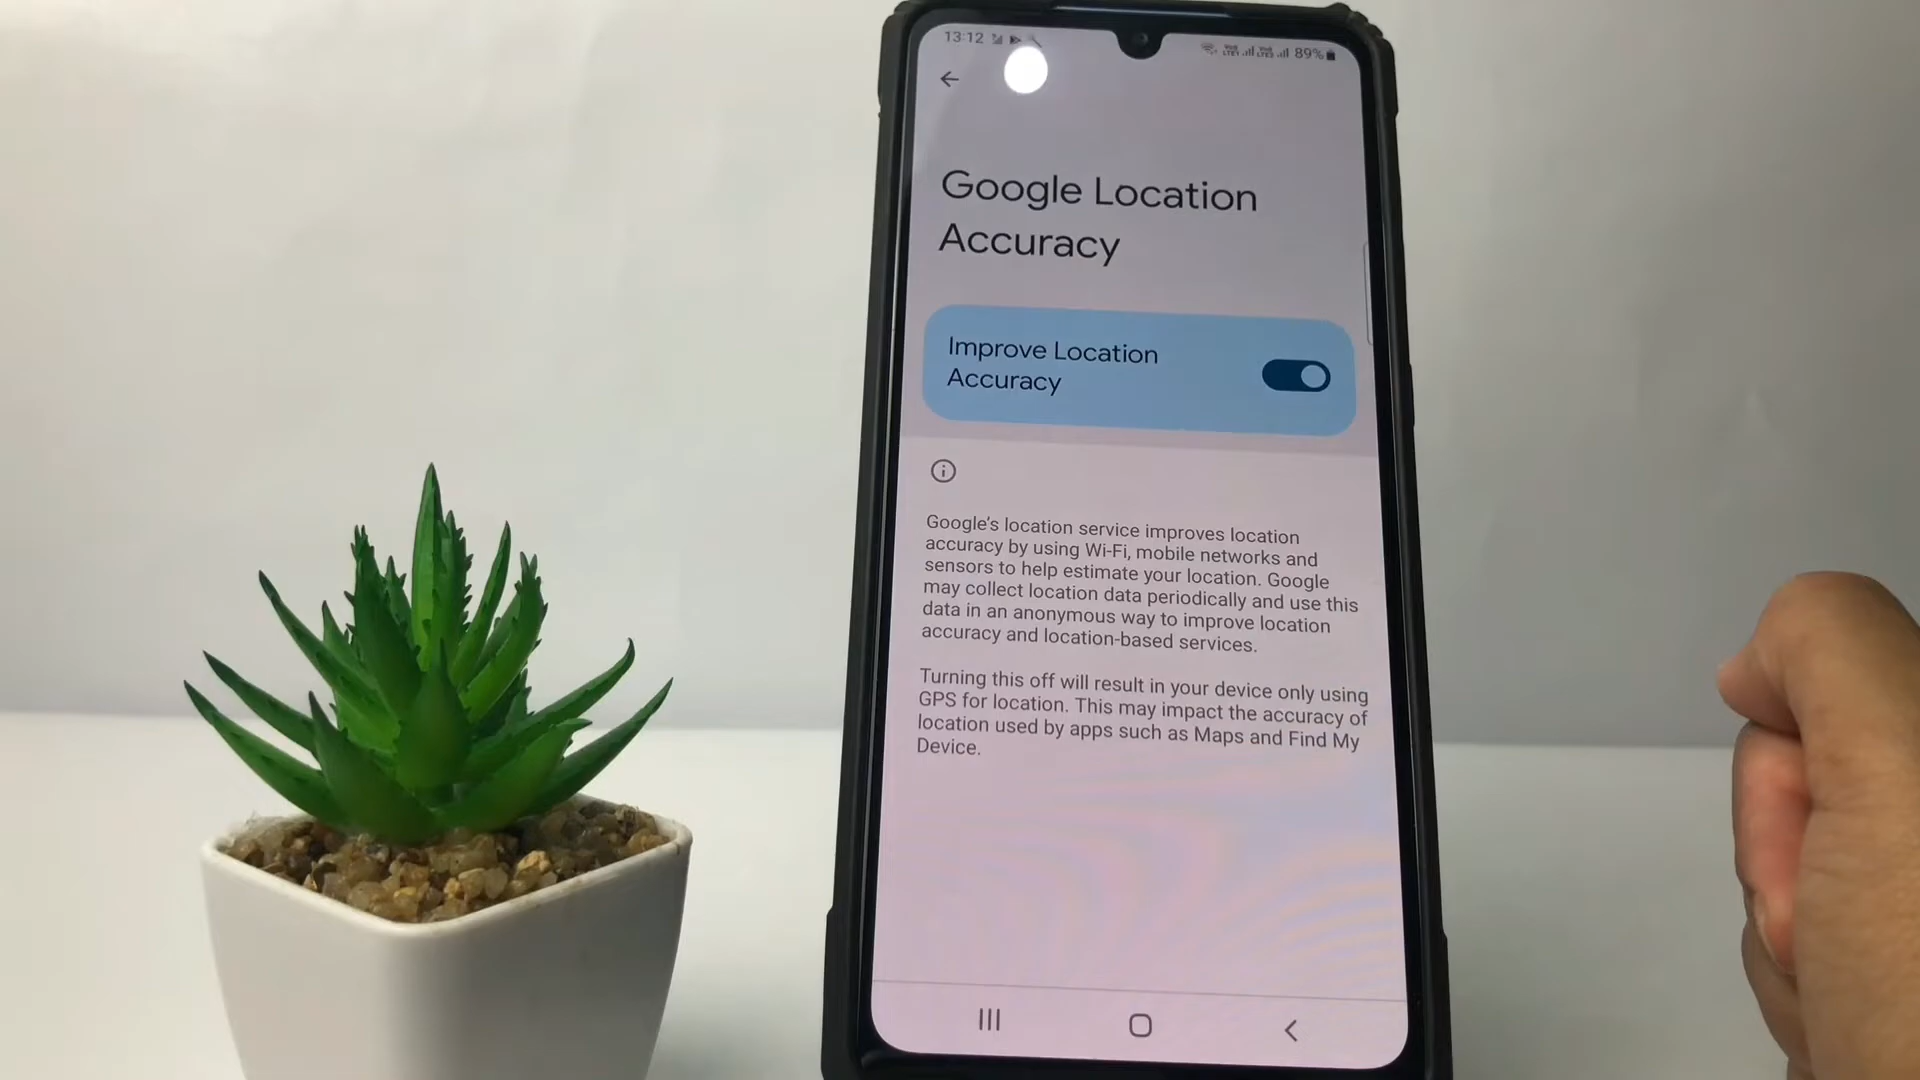 13:12 89%
Google Location
Accuracy
Improve Location
Accuracy
Google's location service improves location
accuracy by using Wi-Fi, mobile networks and
sensors to help estimate your location. Google
may collect location data periodically and use this
data in an anonymous way to improve location
accuracy and location-based services.
Turning this off will result in your device only using
GPS for location. This may impact the accuracy of
location used by apps such as Maps and Find My
Device.